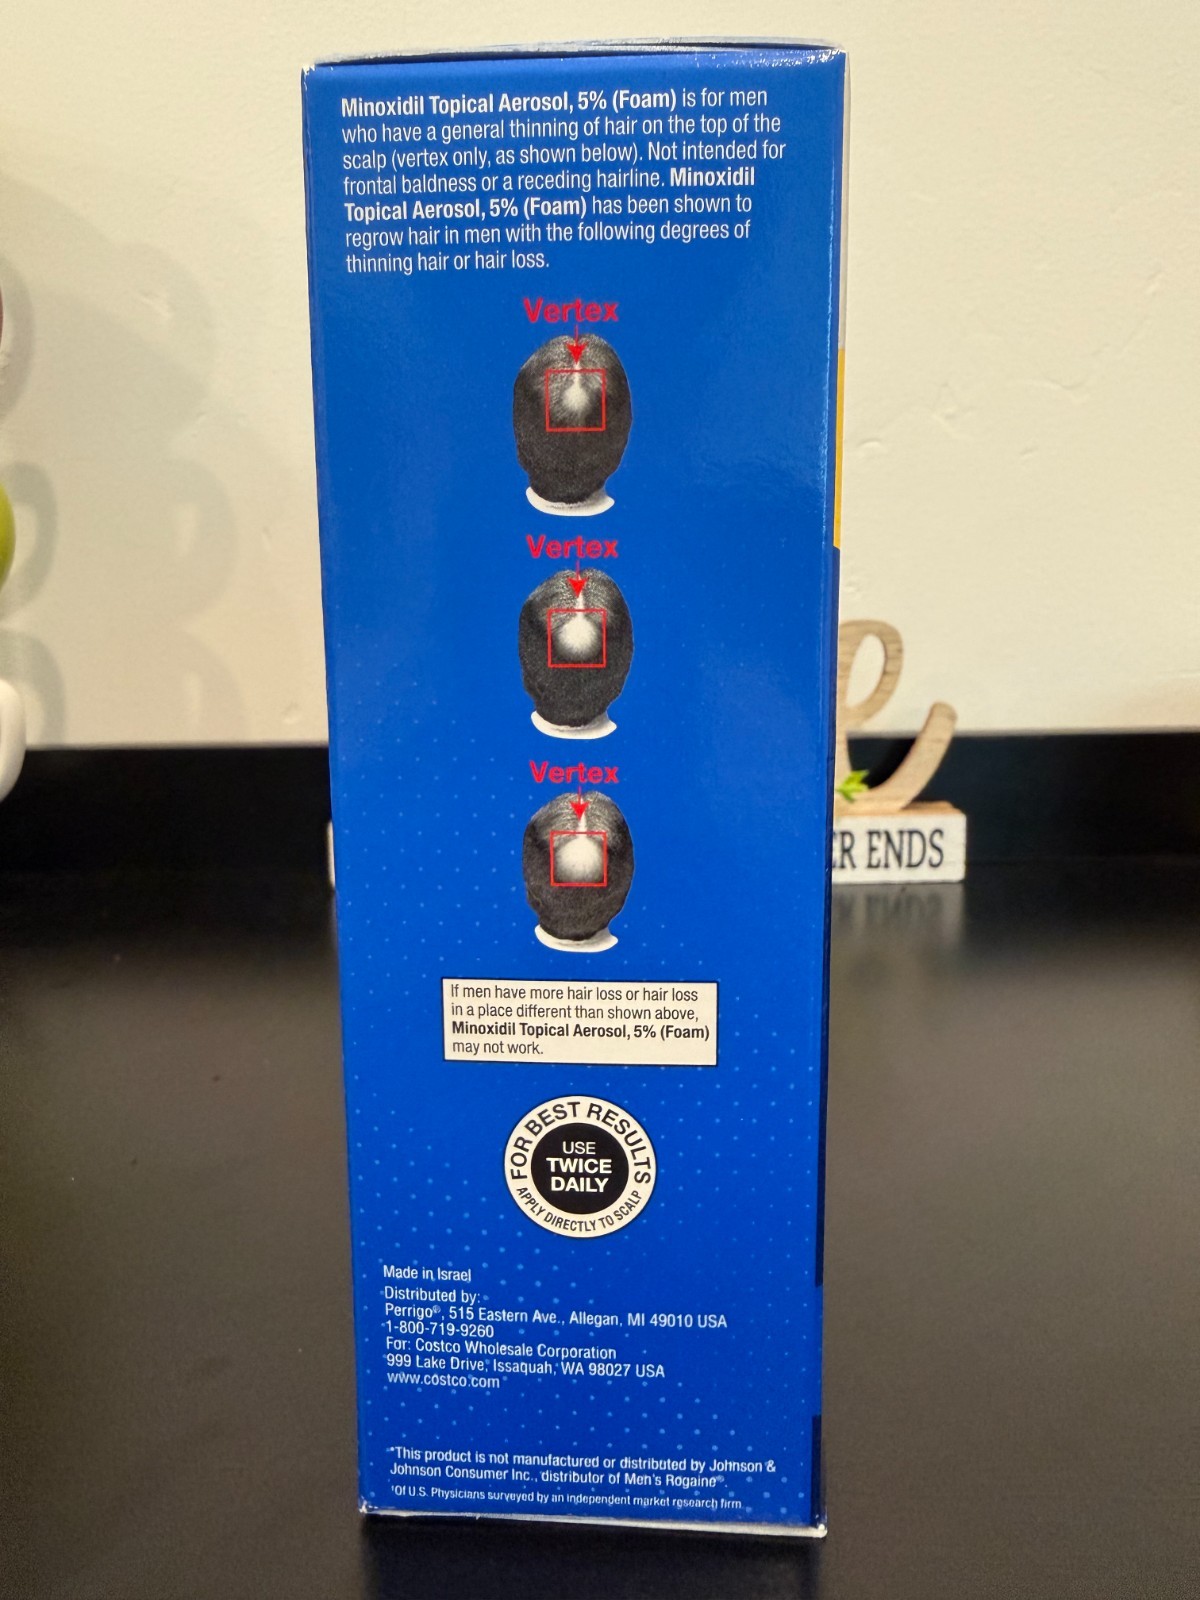 Minoxidil Topical Aerosol, 5% (Foam) is for men
who have a general thinning of hair on the top of the
scalp (vertex only, as shown below). Not intended for
frontal baldness or a receding hairline. Minoxidil
Topical Aerosol, 5% (Foam) has been shown to
regrow hair in men with the following degrees of
thinning hair or hair loss.
Vertex
Vertex
Vertex
If men have more hair loss or hair loss
in a place different than shown above,
Minoxidil Topical Aerosol, 5% (Foam)
may not work.
FOR BEST RESULTS
USE
TWICE
DAILY
APPLY DIRECTLY TO SCALP
Made in Israel
Distributed by:
Perrigo®, 515 Eastern Ave., Allegan, MI 49010 USA
1-800-719-9260
For: Costco Wholesale Corporation
999 Lake Drive, Issaquah, WA 98027 USA
www.costco.com
*This product is not manufactured or distributed by Johnson &
Johnson Consumer Inc., distributor of Men's Rogaine®.
†Of U.S. Physicians surveyed by an independent market research firm.
ER ENDS